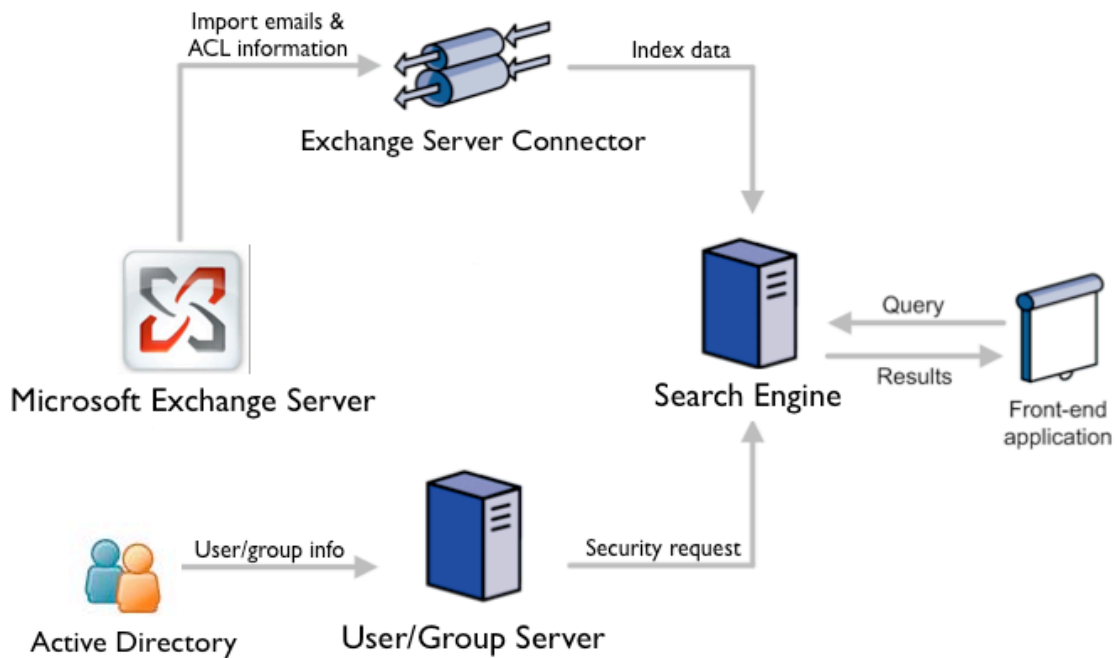 Import emails &
ACL information
Index data
Exchange Server Connector
Query
Results
Microsoft Exchange Server
Search Engine
Front-end
application
User/group info
Security request
Active Directory
User/Group Server